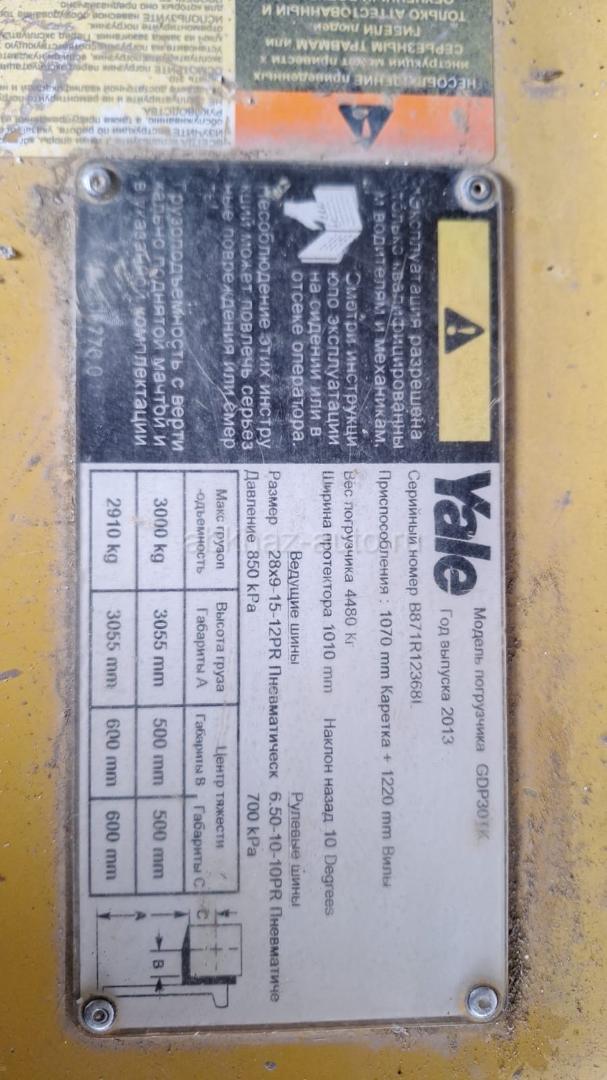 НЕСОБЛЮДЕНИЕ приведенных
инструкций может привести к
СЕРЬЕЗНЫМ ТРАВМАМ или
ГИБЕЛИ людей
ТОЛЬКО АТТЕСТОВАННЫЙ И
Эксплуатация разрешена
только квалифицированны
м водителям и механикам.
Смотри инструкци
ю по эксплуатации
на сидении или в
отсеке оператора.
Несоблюдение этих инстру
кций может повлечь серьез
ные повреждения или смер
Грузоподъемность с верти
кально поднятой мачтой и
в указанной комплектации
Yale
Модель погрузчика GDP30TK
Год выпуска 2013
Серийный номер B871R12368L
Приспособления : 1070 mm Каретка + 1220 mm Вилы
Вес погрузчика 4480 Кг
Ширина протектора 1010 mm Наклон назад 10 Degrees
Ведущие шины Рулевые шины
Размер 28x9-15-12PR Пневматическ 6.50-10-10PR Пневматиче
Давление 850 kPa 700 kPa
Макс грузоп Высота груза Центр тяжести
-одъемность Габариты A Габариты B Габариты C
3000 kg 3055 mm 500 mm 500 mm
2910 kg 3055 mm 600 mm 600 mm
A
B
C